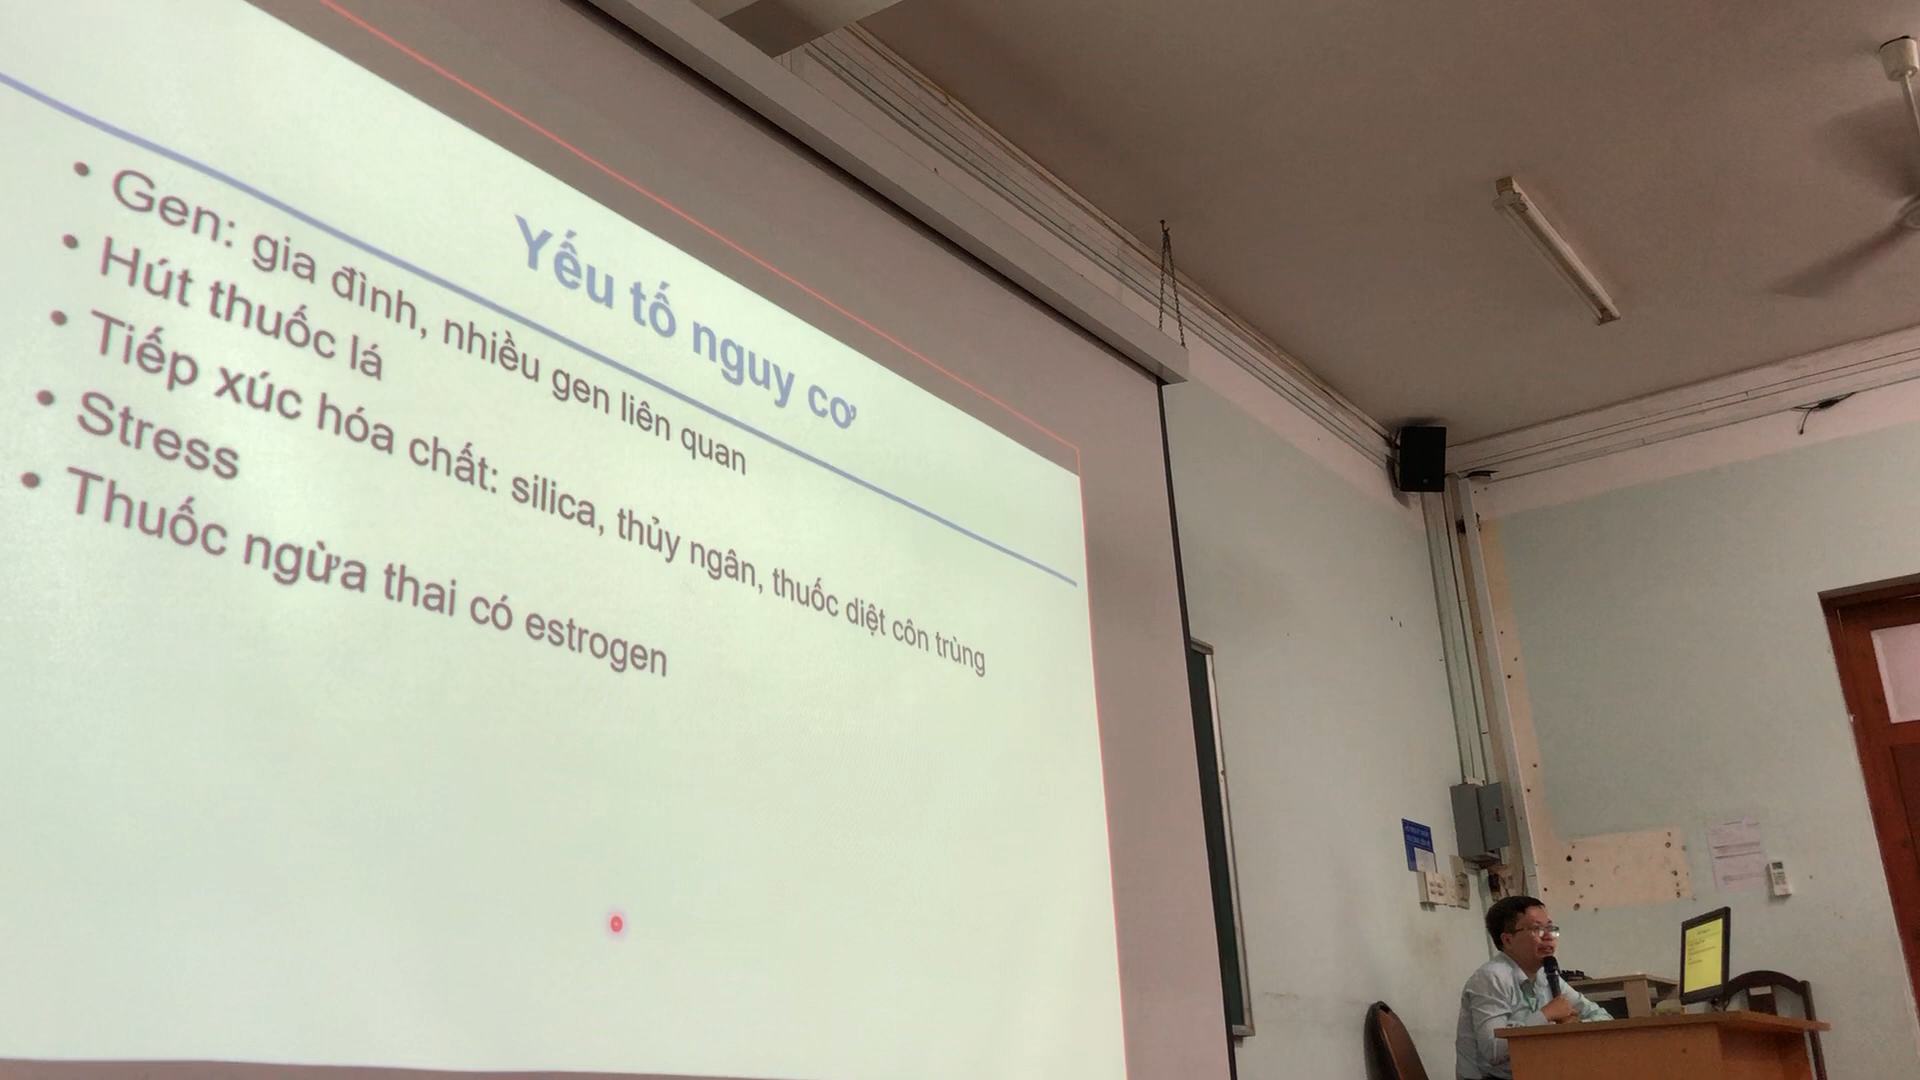 Yếu tố nguy cơ
• Gen: gia đình, nhiều gen liên quan
• Hút thuốc lá
• Tiếp xúc hóa chất: silica, thủy ngân, thuốc diệt côn trùng
• Stress
• Thuốc ngừa thai có estrogen